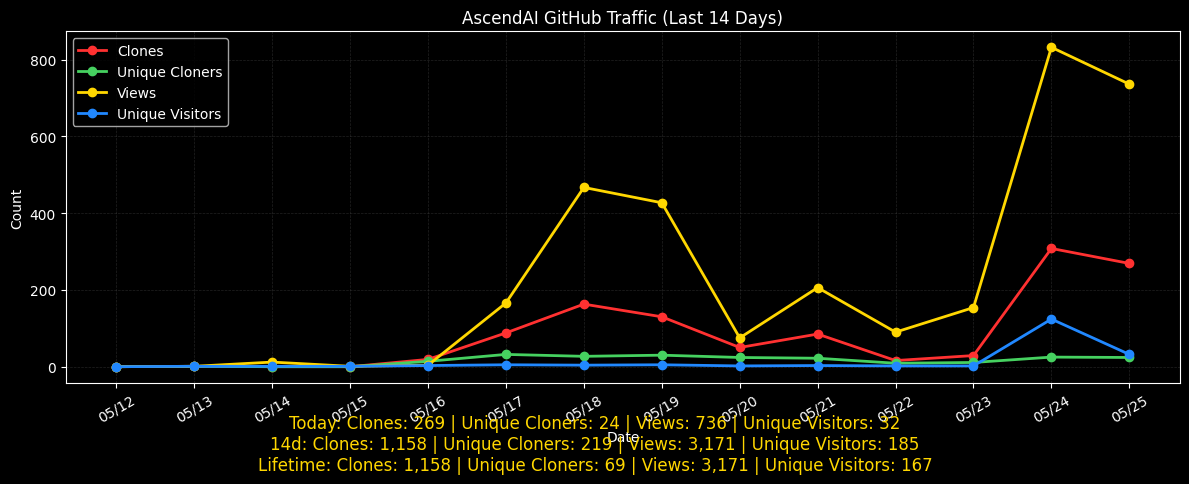 AscendAI GitHub Traffic (Last 14 Days)
Clones
Unique Cloners
Views
Unique Visitors
Count
800
600
400
200
0
05/12
05/13
05/14
05/15
05/16
05/17
05/18
05/19
05/20
05/21
05/22
05/23
05/24
05/25
Date
Today: Clones: 269 | Unique Cloners: 24 | Views: 736 | Unique Visitors: 32
14d: Clones: 1,158 | Unique Cloners: 219 | Views: 3,171 | Unique Visitors: 185
Lifetime: Clones: 1,158 | Unique Cloners: 69 | Views: 3,171 | Unique Visitors: 167